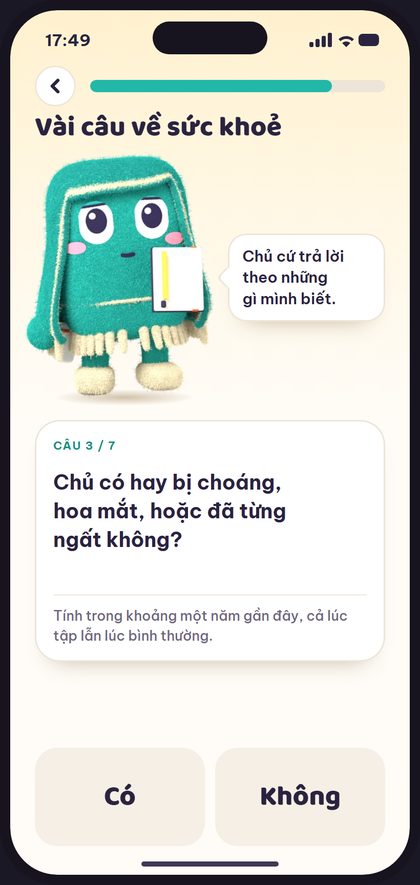 17:49
Vài câu về sức khoẻ
Chủ cứ trả lời
theo những
gì mình biết.
CÂU 3 / 7
Chủ có hay bị choáng,
hoa mắt, hoặc đã từng
ngất không?
Tính trong khoảng một năm gần đây, cả lúc
tập lẫn lúc bình thường.
Có
Không